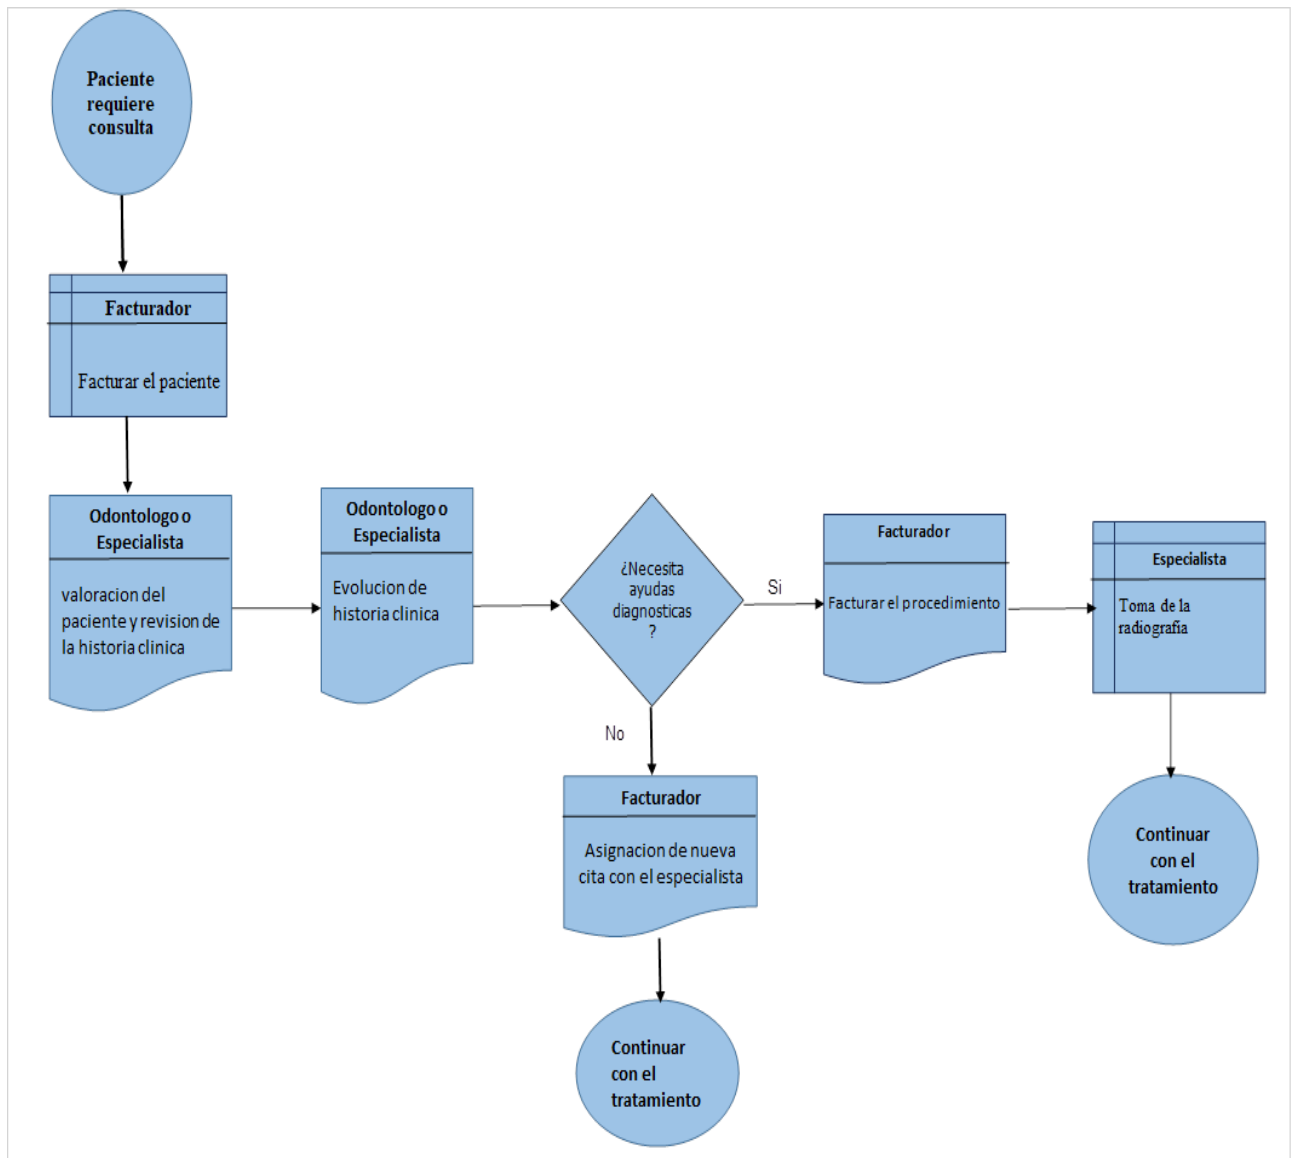 Paciente
requiere
consulta
Facturador
Facturar el paciente
Odontologo o
Especialista
valoracion del
paciente y revision de
la historia clinica
Odontologo o
Especialista
Evolucion de
historia clinica
¿Necesita
ayudas
diagnosticas
?
Si
Facturador
Facturar el procedimiento
Especialista
Toma de la
radiografía
Continuar
con el
tratamiento
No
Facturador
Asignacion de nueva
cita con el especialista
Continuar
con el
tratamiento